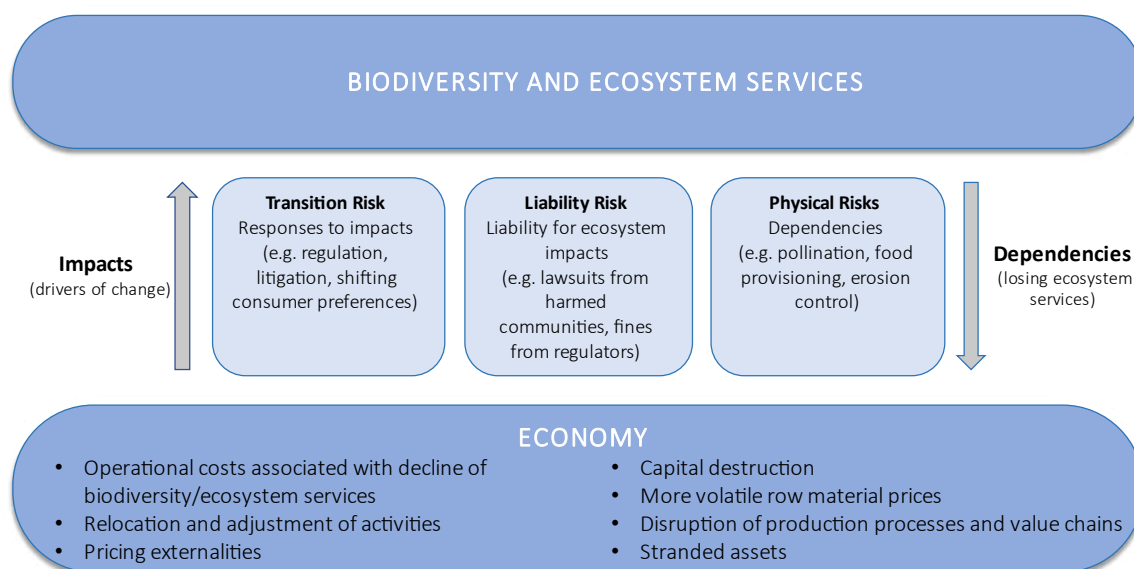 BIODIVERSITY AND ECOSYSTEM SERVICES
Impacts
(drivers of change)
Transition Risk
Responses to impacts
(e.g. regulation,
litigation, shifting
consumer preferences)
Liability Risk
Liability for ecosystem
impacts
(e.g. lawsuits from
harmed
communities, fines
from regulators)
Physical Risks
Dependencies
(e.g. pollination, food
provisioning, erosion
control)
Dependencies
(losing ecosystem
services)
ECONOMY
• Operational costs associated with decline of
biodiversity/ecosystem services
• Relocation and adjustment of activities
• Pricing externalities
• Capital destruction
• More volatile row material prices
• Disruption of production processes and value chains
• Stranded assets